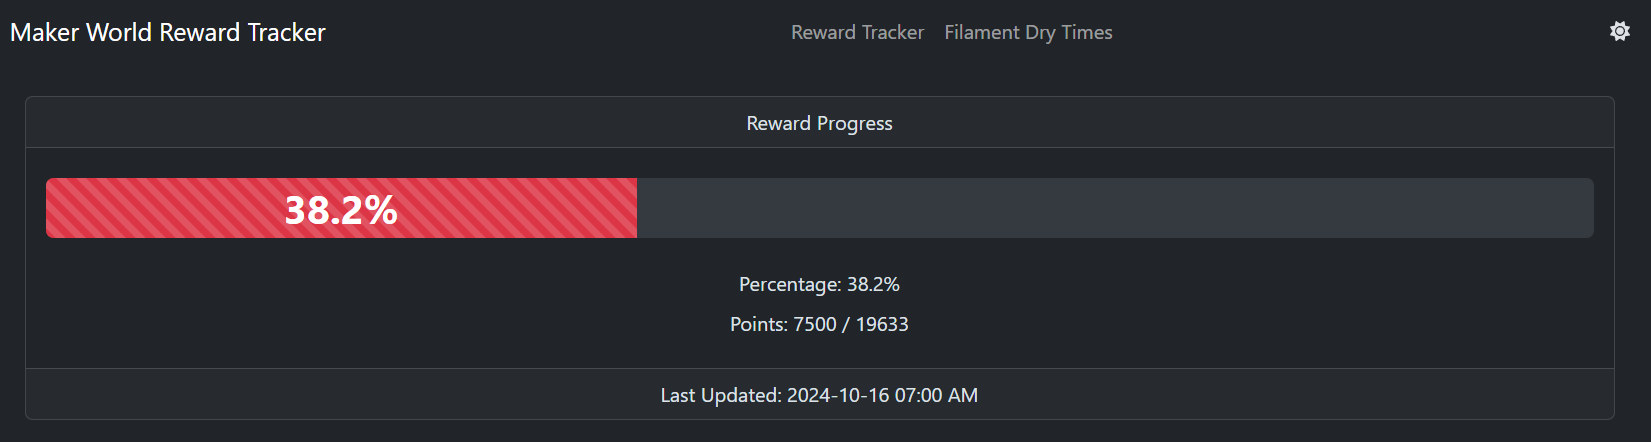 Maker World Reward Tracker
Reward Tracker
Filament Dry Times
Reward Progress
38.2%
Percentage: 38.2%
Points: 7500 / 19633
Last Updated: 2024-10-16 07:00 AM